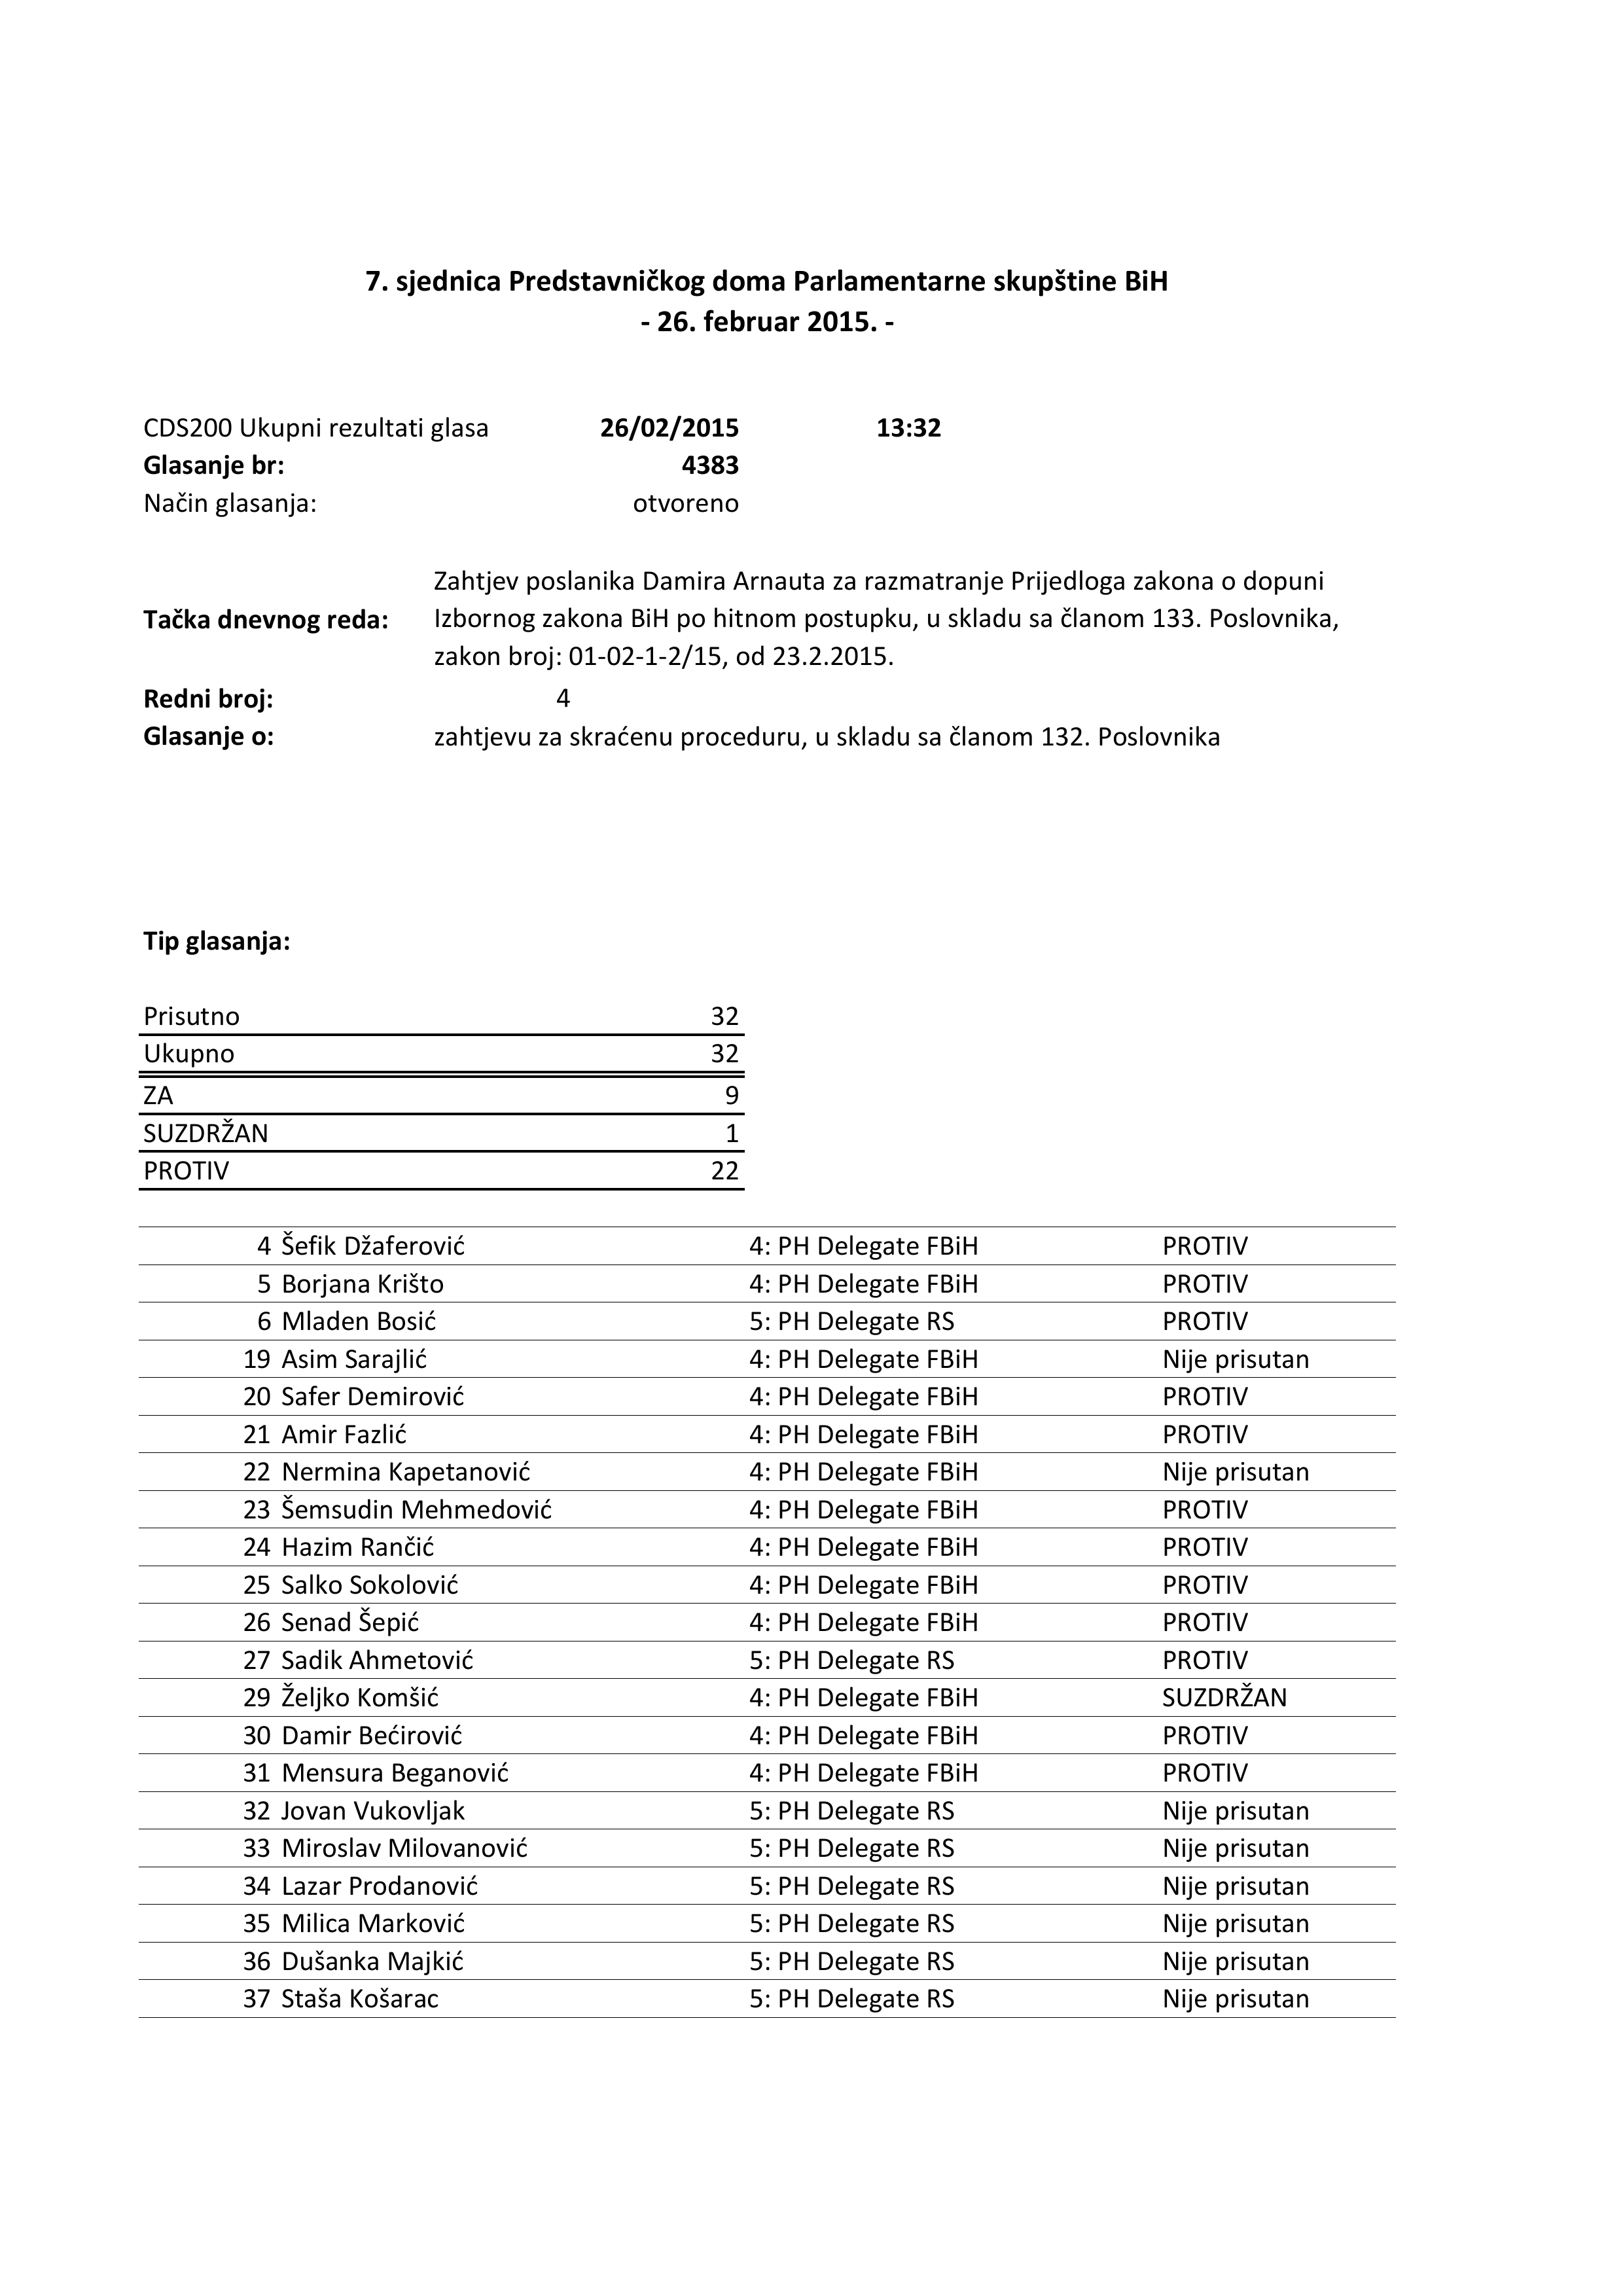 7. sjednica Predstavničkog doma Parlamentarne skupštine BiH
- 26. februar 2015. -
CDS200 Ukupni rezultati glasa 26/02/2015 13:32
Glasanje br: 4383
Način glasanja: otvoreno
Zahtjev poslanika Damira Arnauta za razmatranje Prijedloga zakona o dopuni
Tačka dnevnog reda: Izbornog zakona BiH po hitnom postupku, u skladu sa članom 133. Poslovnika,
zakon broj: 01-02-1-2/15, od 23.2.2015.
Redni broj: 4
Glasanje o: zahtjevu za skraćenu proceduru, u skladu sa članom 132. Poslovnika
Tip glasanja:
Prisutno 32
Ukupno 32
ZA 9
SUZDRŽAN 1
PROTIV 22
4 Šefik Džaferović 4: PH Delegate FBiH PROTIV
5 Borjana Krišto 4: PH Delegate FBiH PROTIV
6 Mladen Bosić 5: PH Delegate RS PROTIV
19 Asim Sarajlić 4: PH Delegate FBiH Nije prisutan
20 Safer Demirović 4: PH Delegate FBiH PROTIV
21 Amir Fazlić 4: PH Delegate FBiH PROTIV
22 Nermina Kapetanović 4: PH Delegate FBiH Nije prisutan
23 Šemsudin Mehmedović 4: PH Delegate FBiH PROTIV
24 Hazim Rančić 4: PH Delegate FBiH PROTIV
25 Salko Sokolović 4: PH Delegate FBiH PROTIV
26 Senad Šepić 4: PH Delegate FBiH PROTIV
27 Sadik Ahmetović 5: PH Delegate RS PROTIV
29 Željko Komšić 4: PH Delegate FBiH SUZDRŽAN
30 Damir Bećirović 4: PH Delegate FBiH PROTIV
31 Mensura Beganović 4: PH Delegate FBiH PROTIV
32 Jovan Vukovljak 5: PH Delegate RS Nije prisutan
33 Miroslav Milovanović 5: PH Delegate RS Nije prisutan
34 Lazar Prodanović 5: PH Delegate RS Nije prisutan
35 Milica Marković 5: PH Delegate RS Nije prisutan
36 Dušanka Majkić 5: PH Delegate RS Nije prisutan
37 Staša Košarac 5: PH Delegate RS Nije prisutan